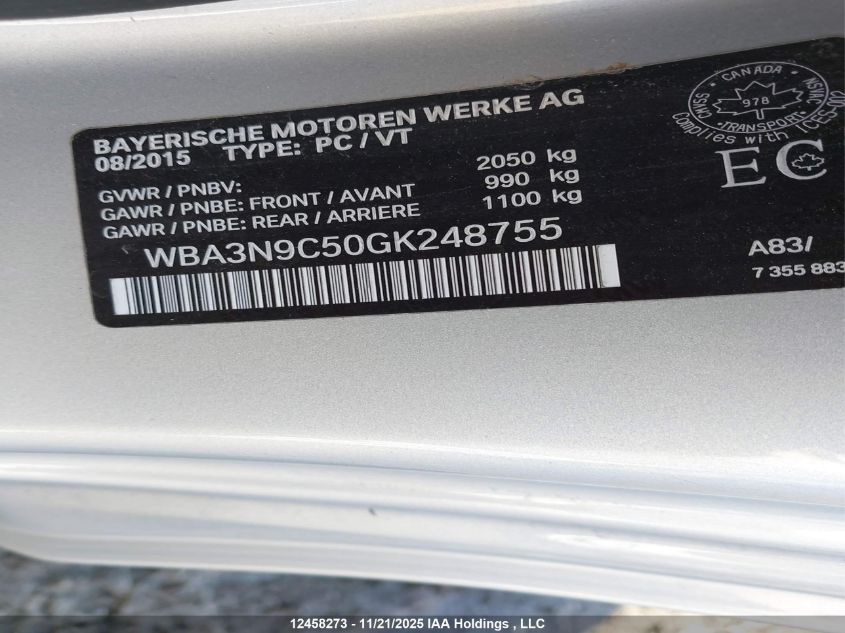 BAYERISCHE MOTOREN WERKE AG
08/2015 TYPE: PC / VT
GVWR / PNBV: 2050 kg
GAWR / PNBE: FRONT / AVANT 990 kg
GAWR / PNBE: REAR / ARRIERE 1100 kg
WBA3N9C50GK248755
CANADA
CMVSS NSVAC
978
TRANSPORT
Complies with ICES-002
EC
A83/
7 355 883
12458273 - 11/21/2025 IAA Holdings , LLC